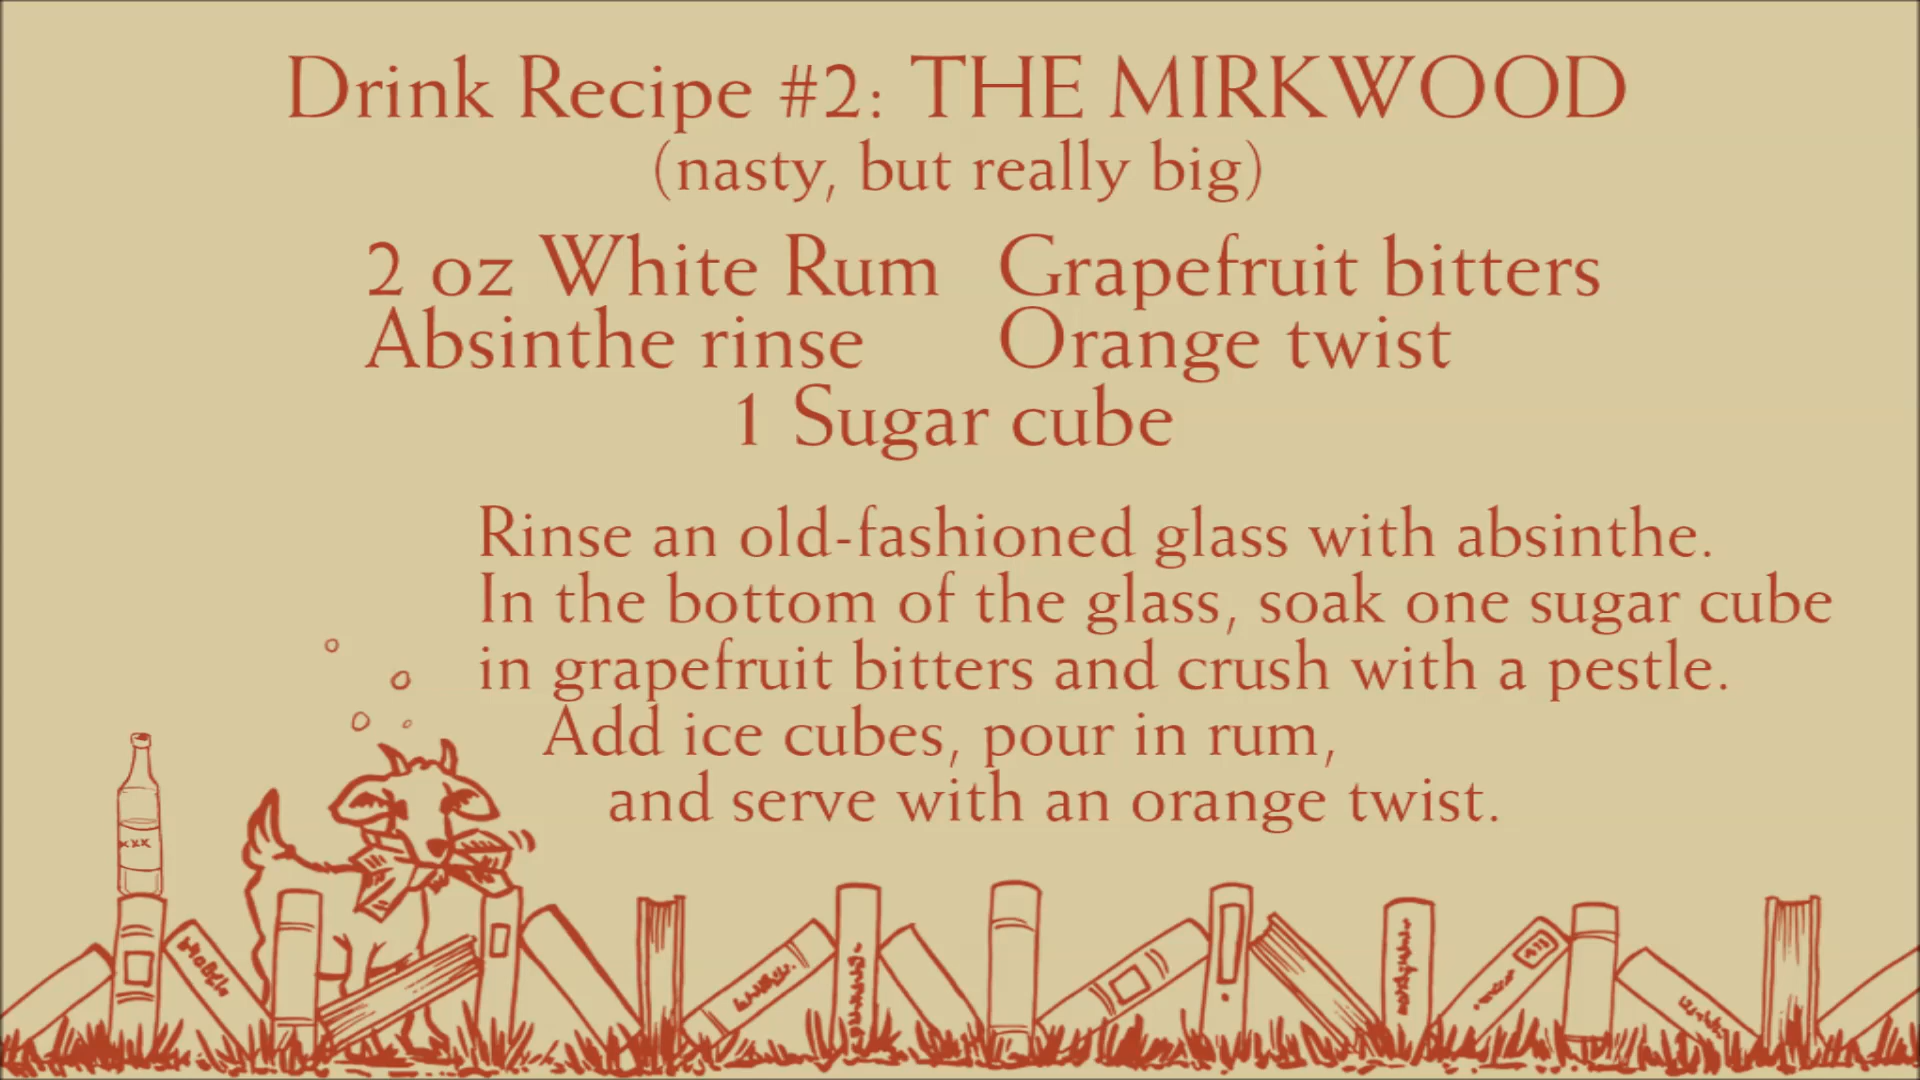 Drink Recipe #2: THE MIRKWOOD
(nasty, but really big)
2 oz White Rum Grapefruit bitters
Absinthe rinse Orange twist
1 Sugar cube
Rinse an old-fashioned glass with absinthe.
In the bottom of the glass, soak one sugar cube
in grapefruit bitters and crush with a pestle.
Add ice cubes, pour in rum,
and serve with an orange twist.
xxx